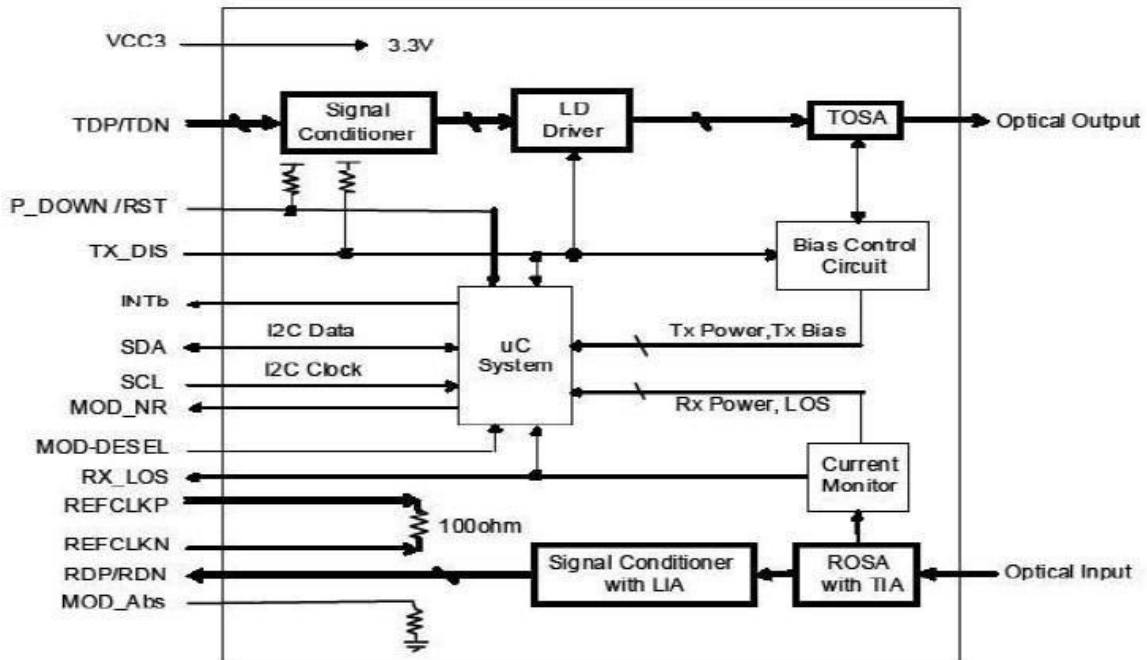 VCC3
3.3V
TDP/TDN
Signal
Conditioner
LD
Driver
TOSA
Optical Output
P_DOWN /RST
TX_DIS
Bias Control
Circuit
INTb
I2C Data
SDA
uC
System
Tx Power,Tx Bias
I2C Clock
SCL
MOD_NR
Rx Power, LOS
MOD-DESEL
RX_LOS
Current
Monitor
REFCLKP
100ohm
REFCLKN
RDP/RDN
Signal Conditioner
with LIA
ROSA
with TIA
Optical Input
MOD_Abs